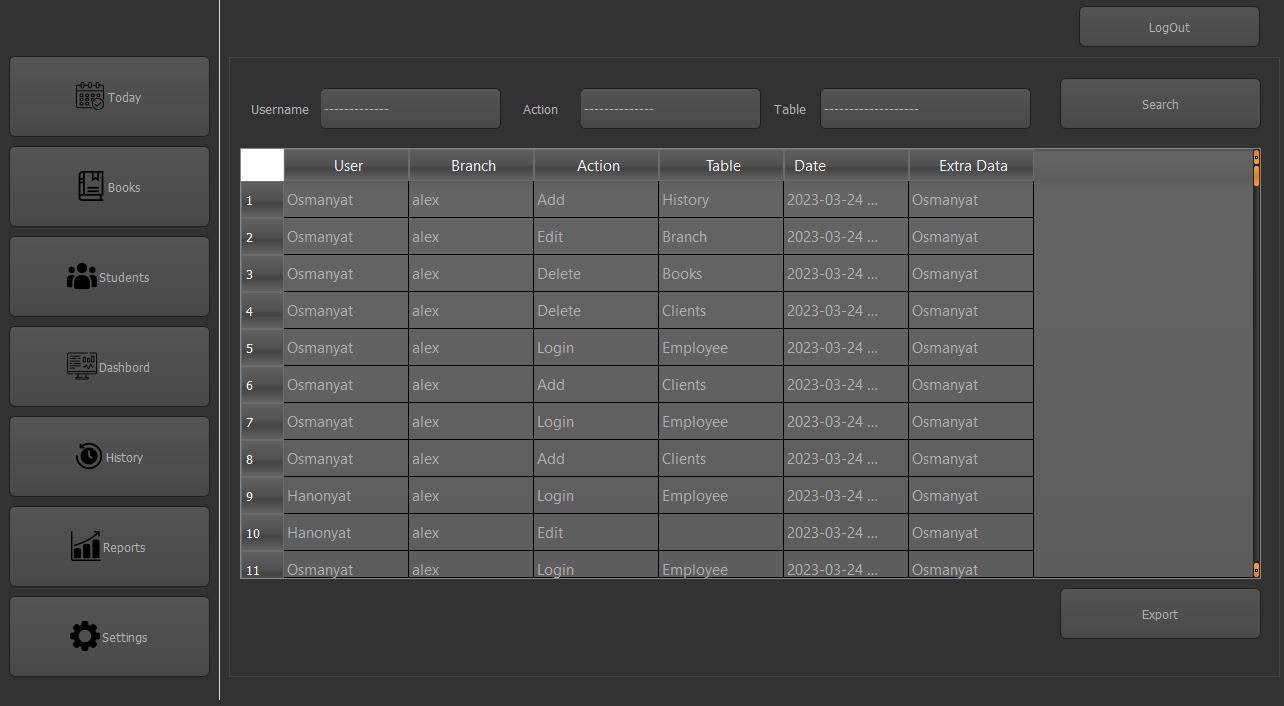 LogOut
Today
Books
Students
Dashbord
History
Reports
Settings
Username ------------- Action -------------- Table ------------------- Search
User Branch Action Table Date Extra Data
1 Osmanyat alex Add History 2023-03-24 ... Osmanyat
2 Osmanyat alex Edit Branch 2023-03-24 ... Osmanyat
3 Osmanyat alex Delete Books 2023-03-24 ... Osmanyat
4 Osmanyat alex Delete Clients 2023-03-24 ... Osmanyat
5 Osmanyat alex Login Employee 2023-03-24 ... Osmanyat
6 Osmanyat alex Add Clients 2023-03-24 ... Osmanyat
7 Osmanyat alex Login Employee 2023-03-24 ... Osmanyat
8 Osmanyat alex Add Clients 2023-03-24 ... Osmanyat
9 Hanonyat alex Login Employee 2023-03-24 ... Osmanyat
10 Hanonyat alex Edit 2023-03-24 ... Osmanyat
11 Osmanyat alex Login Employee 2023-03-24 ... Osmanyat
Export